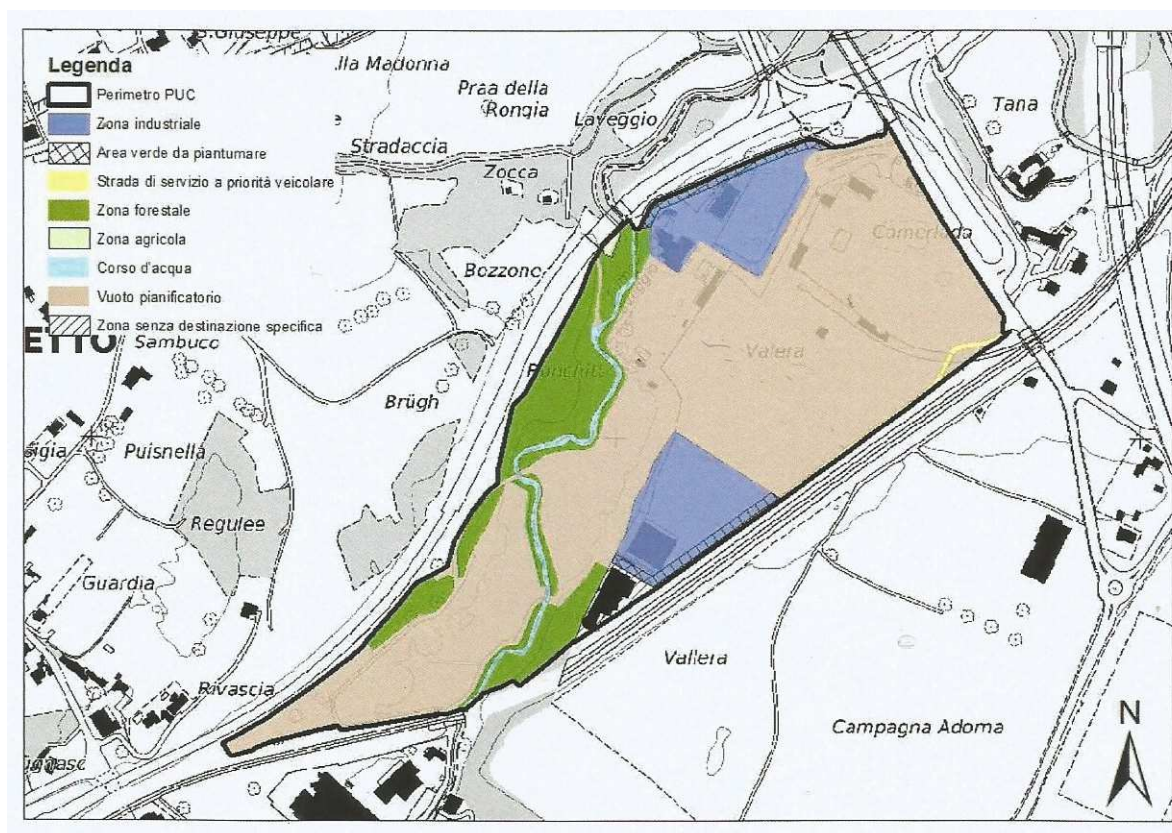 S.Giuseppe
Legenda
Perimetro PUC
Zona industriale
Area verde da piantumare
Strada di servizio a priorità veicolare
Zona forestale
Zona agricola
Corso d'acqua
Vuoto pianificatorio
Zona senza destinazione specifica
lla Madonna
Praa della
Rongia
Laveggio
Tana
Stradaccia
Zocca
Bozzone
Valera
ETTO
Sambuco
Brügh
Puisnella
Regulee
Guardia
Rivascia
Vallera
Campagna Adorna
N